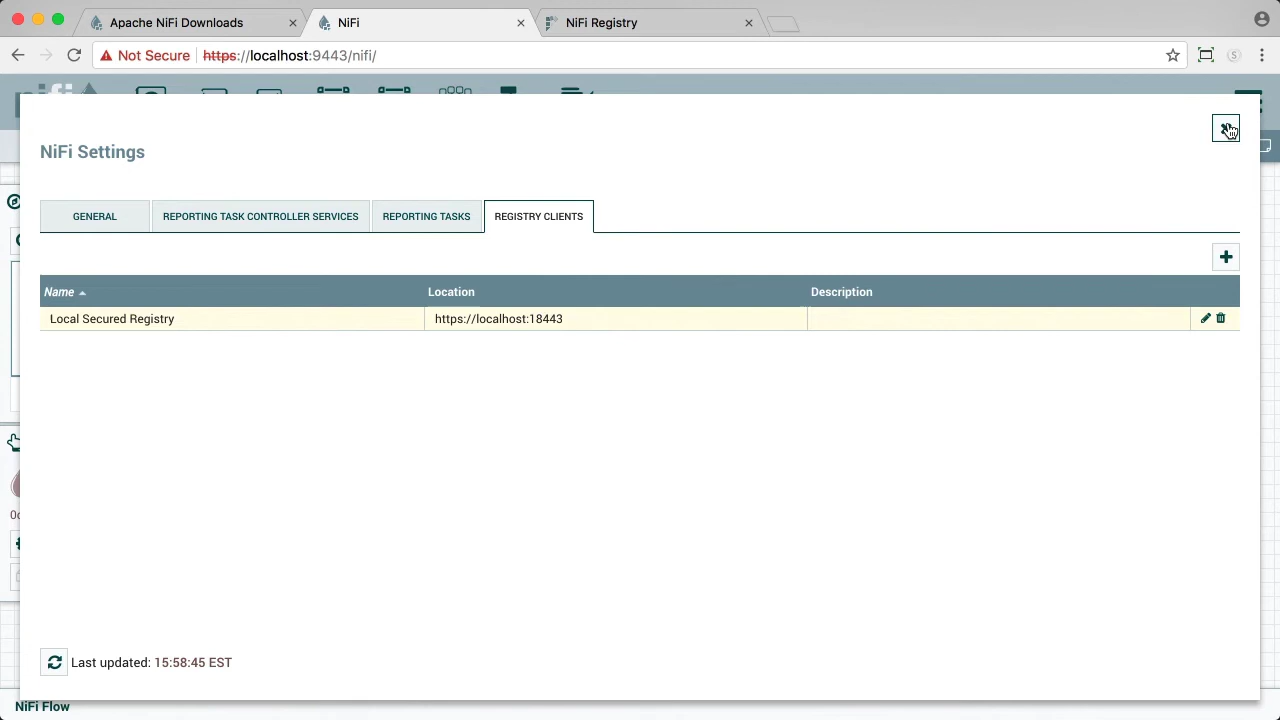 Apache NiFi Downloads
NiFi
NiFi Registry
Not Secure
https://localhost:9443/nifi/
NiFi Settings
GENERAL
REPORTING TASK CONTROLLER SERVICES
REPORTING TASKS
REGISTRY CLIENTS
Name
Location
Description
Local Secured Registry
https://localhost:18443
Last updated: 15:58:45 EST
NiFi Flow